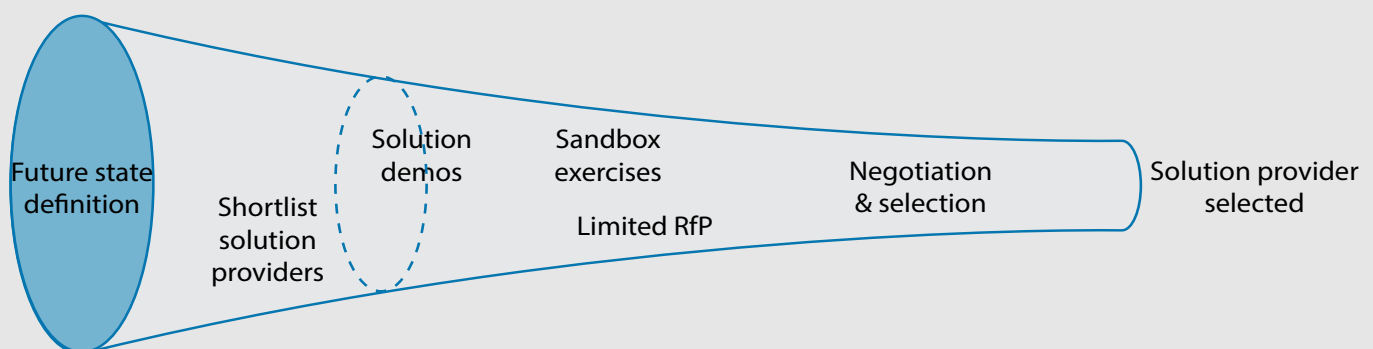 Future state
definition
Shortlist
solution
providers
Solution
demos
Sandbox
exercises
Limited RfP
Negotiation
& selection
Solution provider
selected